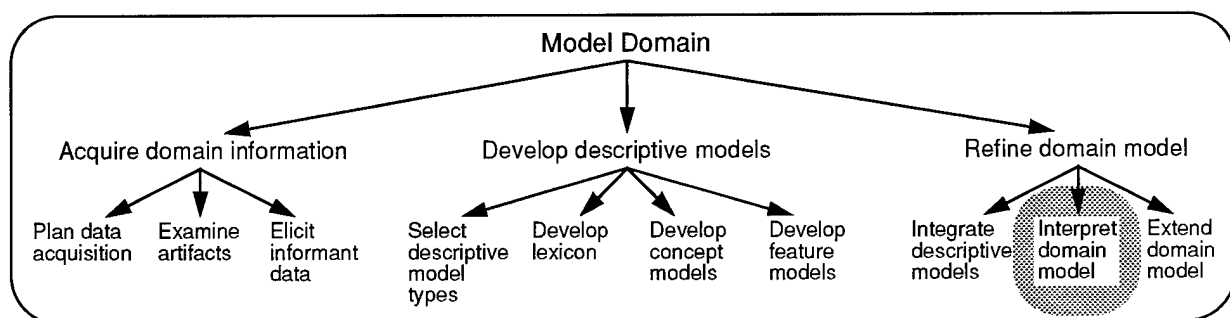 Model Domain
Acquire domain information
Develop descriptive models
Refine domain model
Plan data
acquisition
Examine
artifacts
Elicit
informant
data
Select
descriptive
model
types
Develop
lexicon
Develop
concept
models
Develop
feature
models
Integrate
descriptive
models
Interpret
domain
model
Extend
domain
model